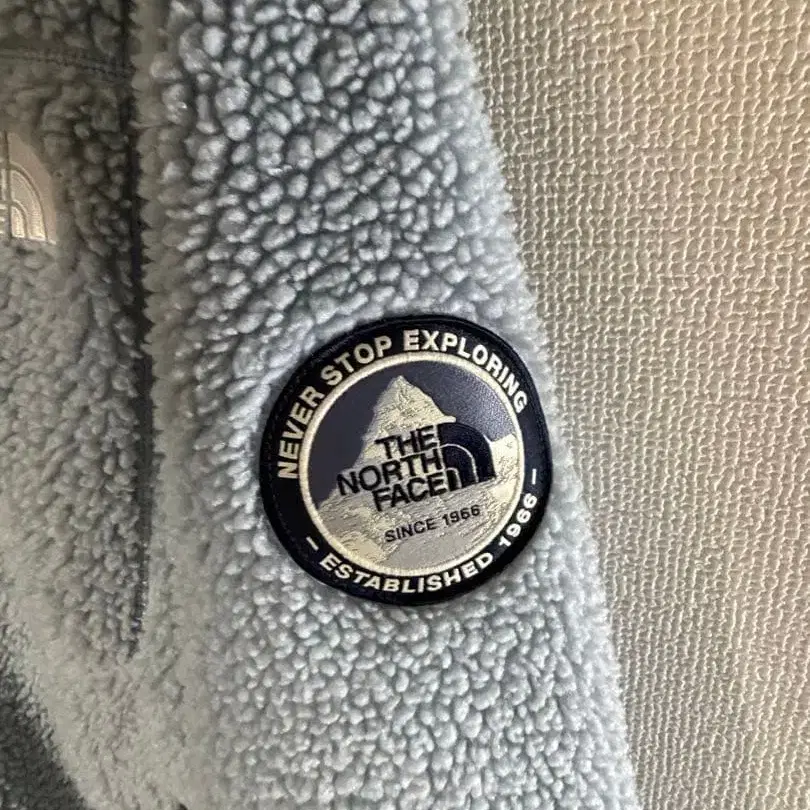 NEVER STOP EXPLORING
THE
NORTH
FACE
SINCE 1966
– ESTABLISHED 1966 –